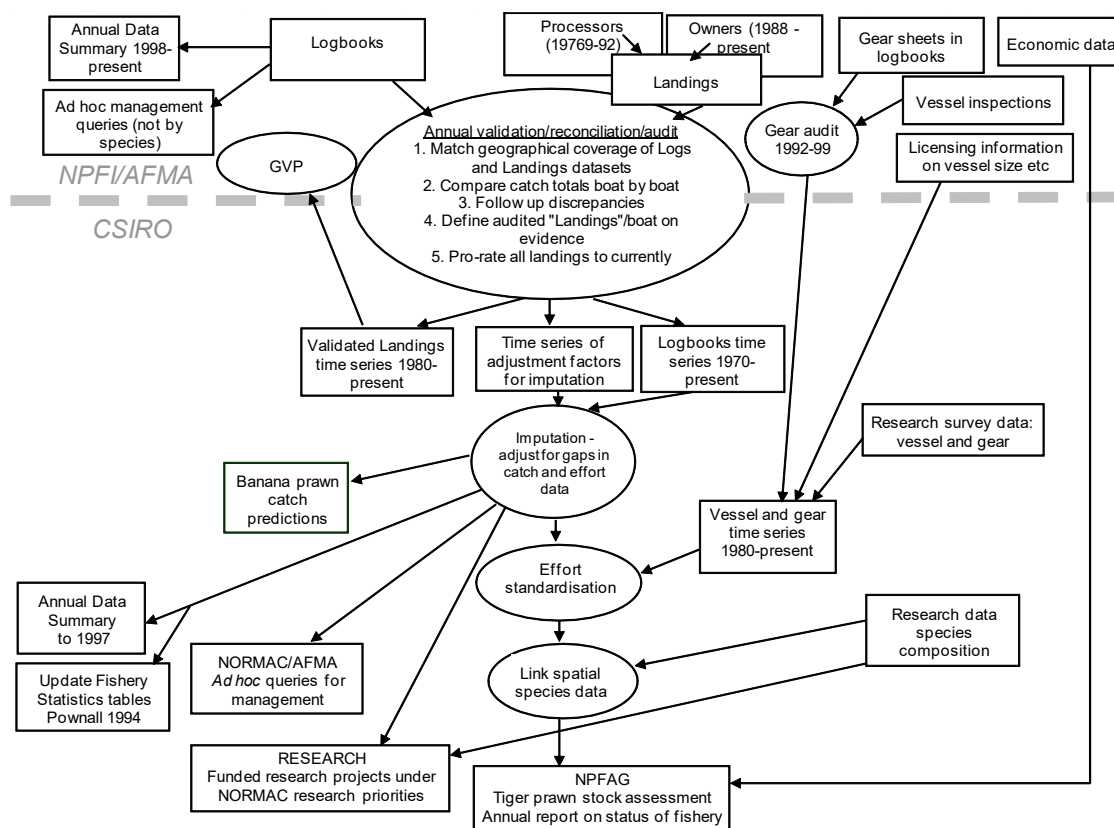 Annual Data
Summary 1998-
present
Logbooks
Processors
(19769-92)
Owners (1988 -
present
Landings
Gear sheets in
logbooks
Economic data
Ad hoc management
queries (not by
species)
Vessel inspections
Gear audit
1992-99
Licensing information
on vessel size etc
Annual validation/reconciliation/audit
1. Match geographical coverage of Logs
and Landings datasets
2. Compare catch totals boat by boat
3. Follow up discrepancies
4. Define audited "Landings"/boat on
evidence
5. Pro-rate all landings to currently
GVP
NPFI/AFMA
CSIRO
Validated Landings
time series 1980-
present
Time series of
adjustment factors
for imputation
Logbooks time
series 1970-
present
Research survey data:
vessel and gear
Imputation -
adjust for gaps in
catch and effort
data
Banana prawn
catch
predictions
Vessel and gear
time series
1980-present
Effort
standardisation
Annual Data
Summary
to 1997
Research data
species
composition
NORMAC/AFMA
Ad hoc queries for
management
Link spatial
species data
Update Fishery
Statistics tables
Pownall 1994
RESEARCH
Funded research projects under
NORMAC research priorities
NPFAG
Tiger prawn stock assessment
Annual report on status of fishery